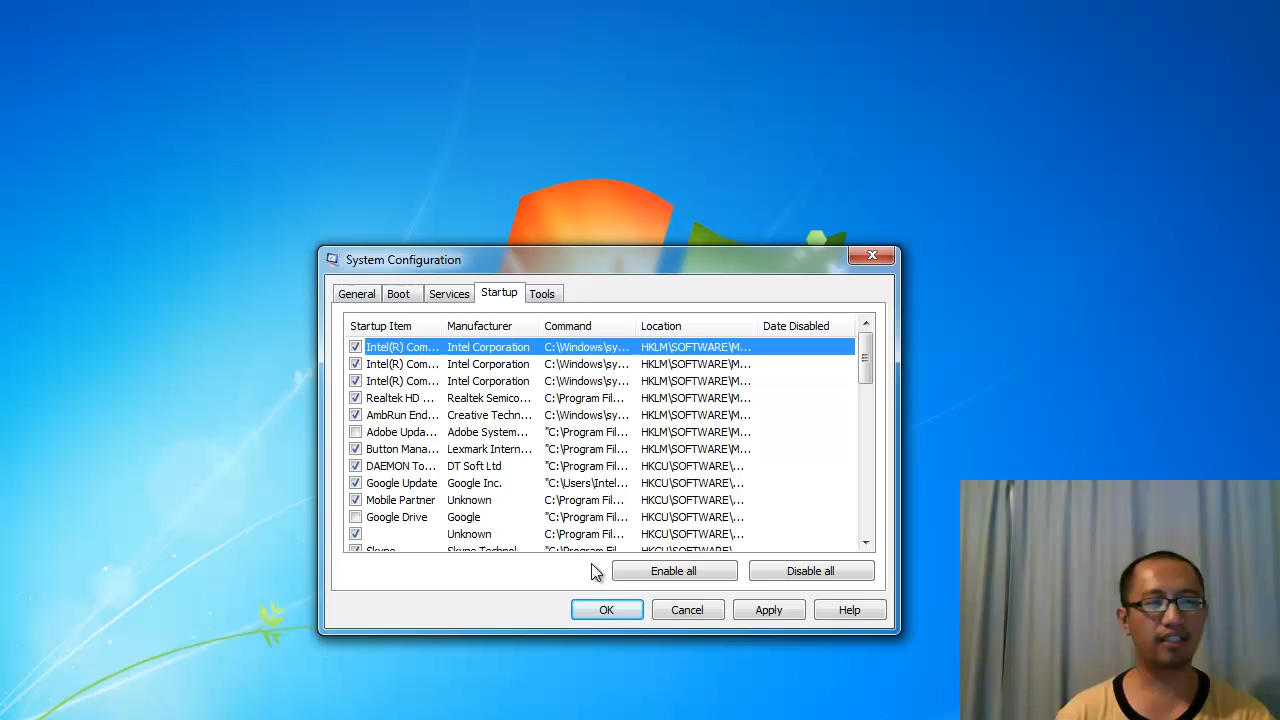 System Configuration
General Boot Services Startup Tools
Startup Item Manufacturer Command Location Date Disabled
Intel(R) Com... Intel Corporation C:\Windows\sy... HKLM\SOFTWARE\M...
Intel(R) Com... Intel Corporation C:\Windows\sy... HKLM\SOFTWARE\M...
Intel(R) Com... Intel Corporation C:\Windows\sy... HKLM\SOFTWARE\M...
Realtek HD ... Realtek Semico... C:\Program Fil... HKLM\SOFTWARE\M...
AmbRun End... Creative Techn... C:\Windows\sy... HKLM\SOFTWARE\M...
Adobe Upda... Adobe System... "C:\Program Fil... HKLM\SOFTWARE\M...
Button Mana... Lexmark Intern... "C:\Program Fil... HKLM\SOFTWARE\M...
DAEMON To... DT Soft Ltd "C:\Program Fil... HKCU\SOFTWARE\...
Google Update Google Inc. "C:\Users\Intel... HKCU\SOFTWARE\...
Mobile Partner Unknown C:\Program Fil... HKCU\SOFTWARE\...
Google Drive Google "C:\Program Fil... HKCU\SOFTWARE\...
Unknown C:\Program Fil... HKCU\SOFTWARE\...
Skype Skype Technol... "C:\Program Fil... HKCU\SOFTWARE\...
Enable all Disable all
OK Cancel Apply Help